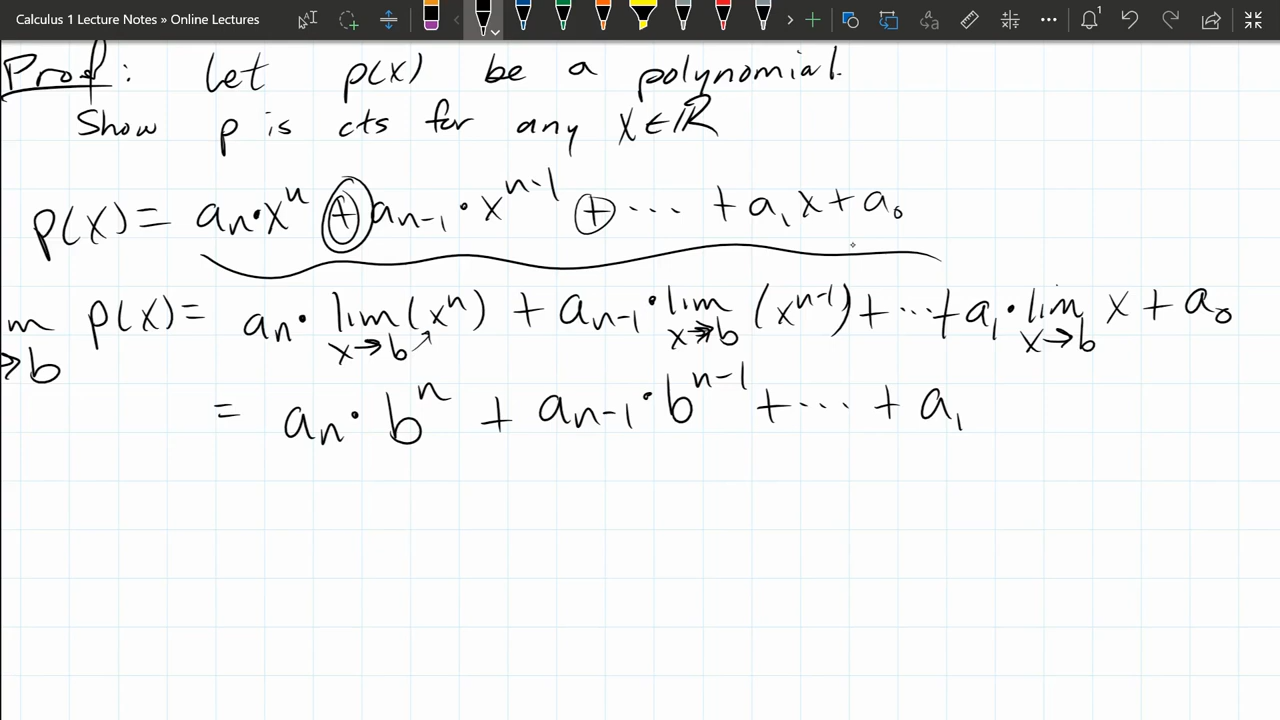 Calculus 1 Lecture Notes » Online Lectures
Proof: Let p(x) be a polynomial.
Show p is cts for any x∈ℝ
p(x) = aₙ·xⁿ ⊕ aₙ₋₁·xⁿ⁻¹ ⊕ ··· + a₁x + a₀
m p(x) = aₙ· lim (xⁿ) + aₙ₋₁· lim (xⁿ⁻¹) + ··· + a₁· lim x + a₀
→b x→b x→b x→b
= aₙ· bⁿ + aₙ₋₁· bⁿ⁻¹ + ··· + a₁